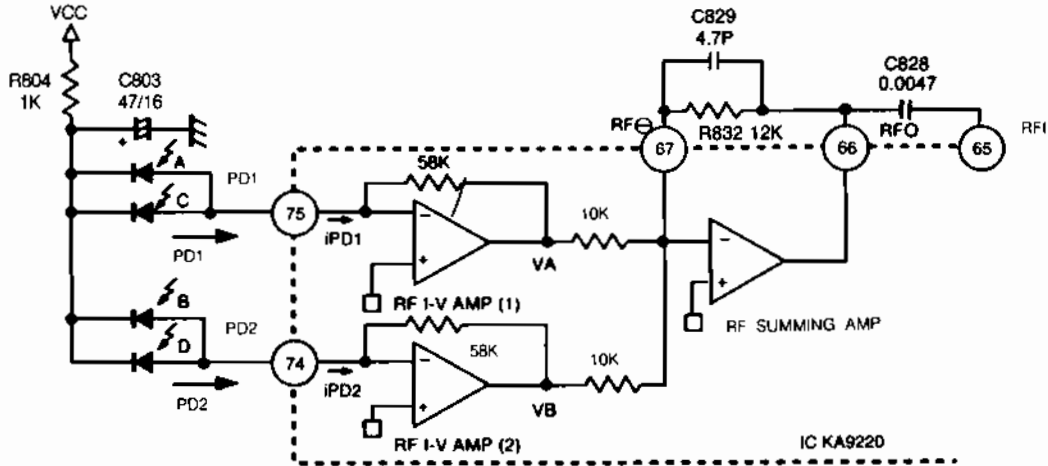 VCC
R804
1K
C803
47/16
+
A
C
PD1
PD1
B
D
PD2
PD2
75
iPD1
58K
−
+
VA
10K
RF I-V AMP (1)
74
iPD2
58K
−
+
VB
10K
RF I-V AMP (2)
C829
4.7P
RF⊖
R832 12K
67
C828
0.0047
RFO
66
65
RFI
−
+
RF SUMMING AMP
IC KA9220